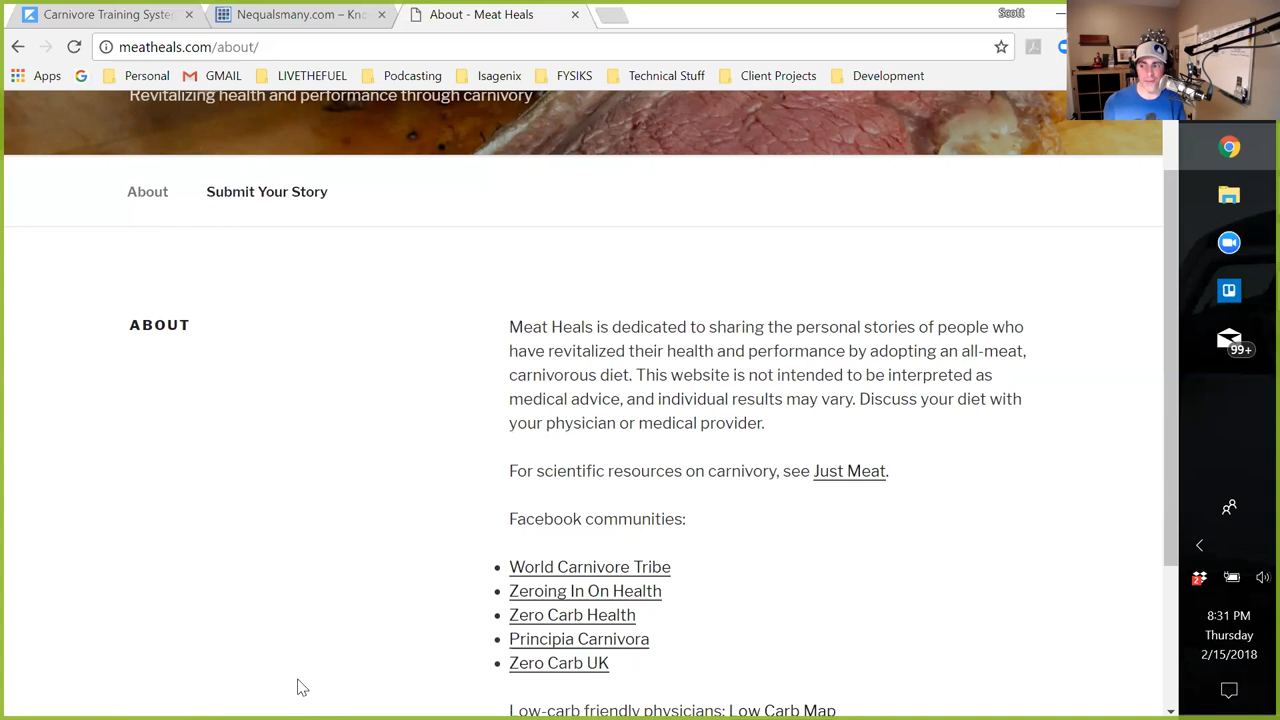 Carnivore Training Syste
Nequalsmany.com – Kno
About - Meat Heals
Scott
meatheals.com/about/
Apps
Personal
GMAIL
LIVETHEFUEL
Podcasting
Isagenix
FYSIKS
Technical Stuff
Client Projects
Development
Revitalizing health and performance through carnivory
About
Submit Your Story
ABOUT
Meat Heals is dedicated to sharing the personal stories of people who
have revitalized their health and performance by adopting an all-meat,
carnivorous diet. This website is not intended to be interpreted as
medical advice, and individual results may vary. Discuss your diet with
your physician or medical provider.
For scientific resources on carnivory, see Just Meat.
Facebook communities:
World Carnivore Tribe
Zeroing In On Health
Zero Carb Health
Principia Carnivora
Zero Carb UK
Low-carb friendly physicians: Low Carb Map
99+
2
8:31 PM
Thursday
2/15/2018